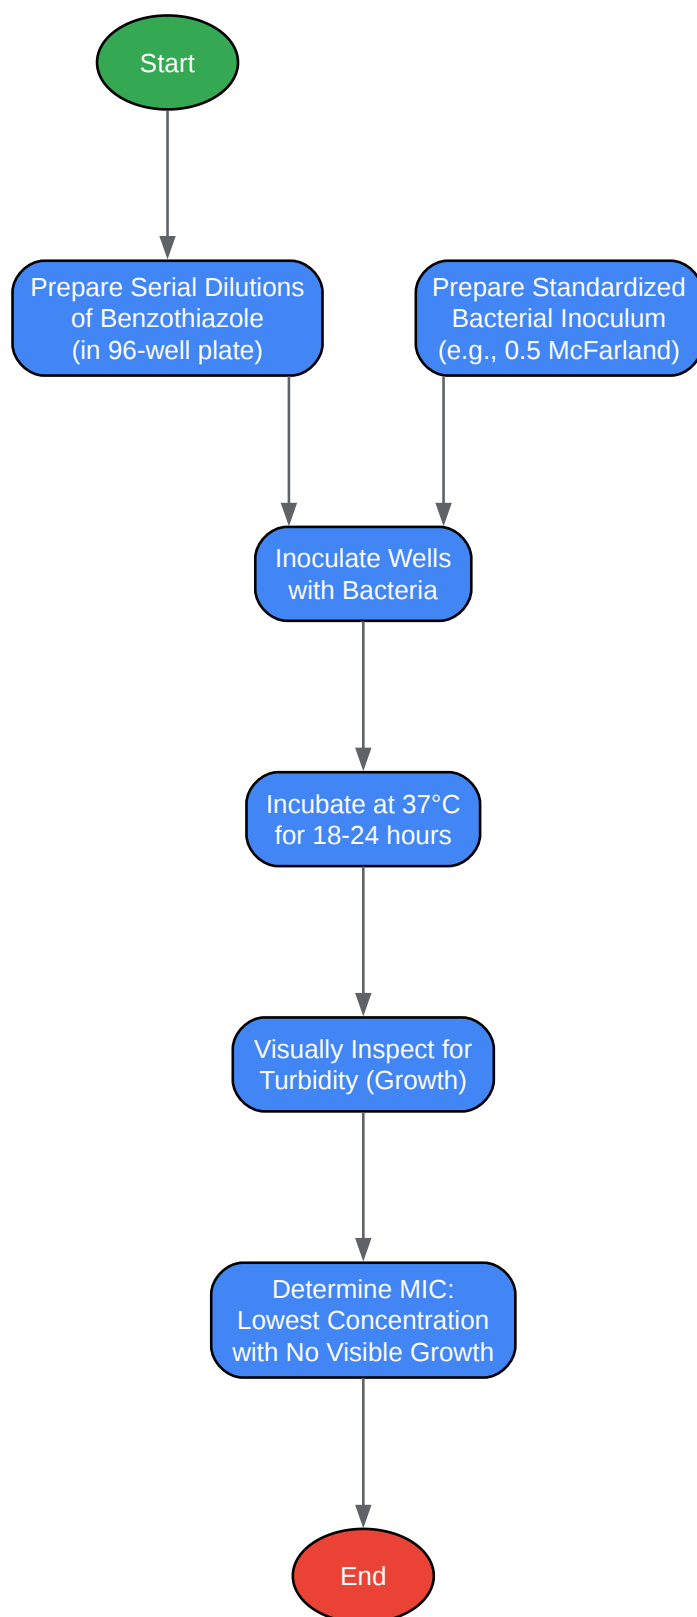 Start
Prepare Serial Dilutions
of Benzothiazole
(in 96-well plate)
Prepare Standardized
Bacterial Inoculum
(e.g., 0.5 McFarland)
Inoculate Wells
with Bacteria
Incubate at 37°C
for 18-24 hours
Visually Inspect for
Turbidity (Growth)
Determine MIC:
Lowest Concentration
with No Visible Growth
End